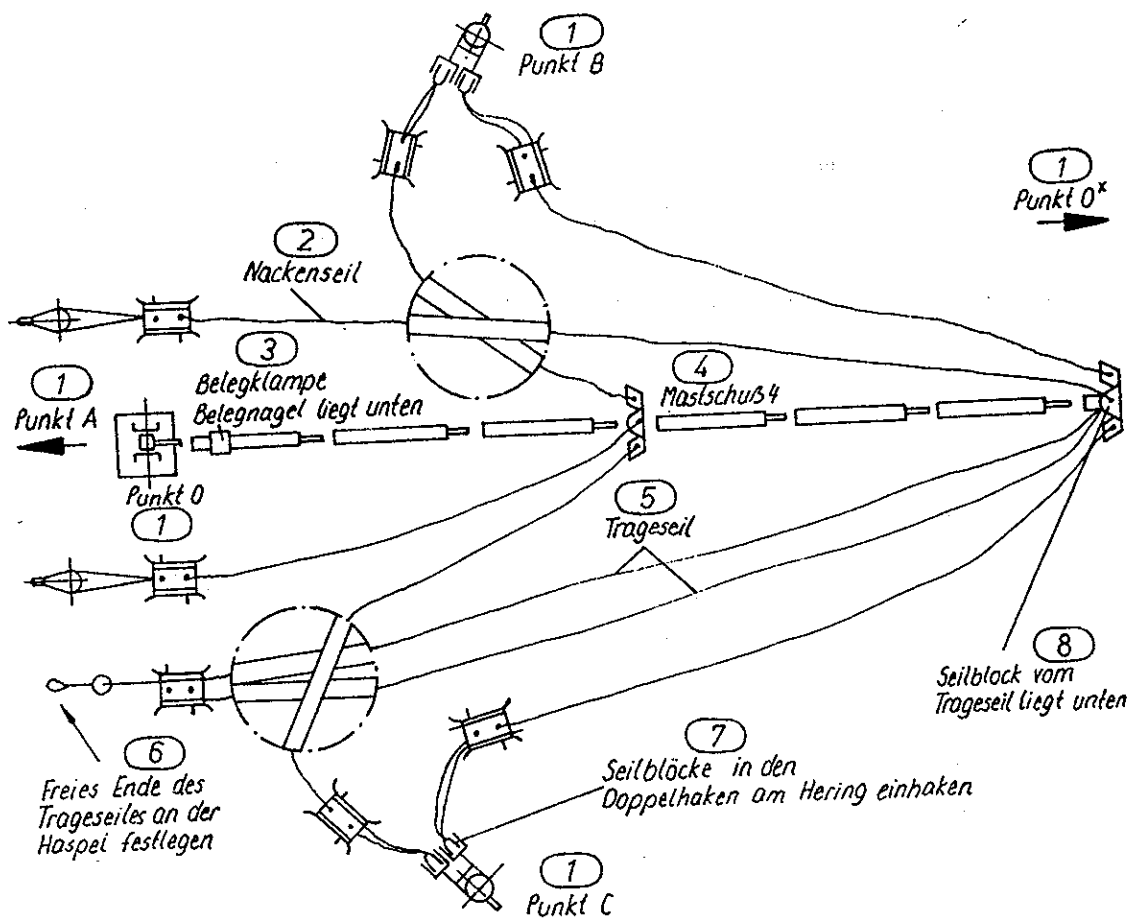 1
Punkt B
1
Punkt O*
2
Nackenseil
3
Belegklampe
Belegnagel liegt unten
1
Punkt A
4
Mastschuß 4
Punkt O
1
5
Trageseil
8
Seilblock vom
Trageseil liegt unten
6
Freies Ende des
Trageseiles an der
Haspel festlegen
7
Seilblöcke in den
Doppelhaken am Hering einhaken
1
Punkt C